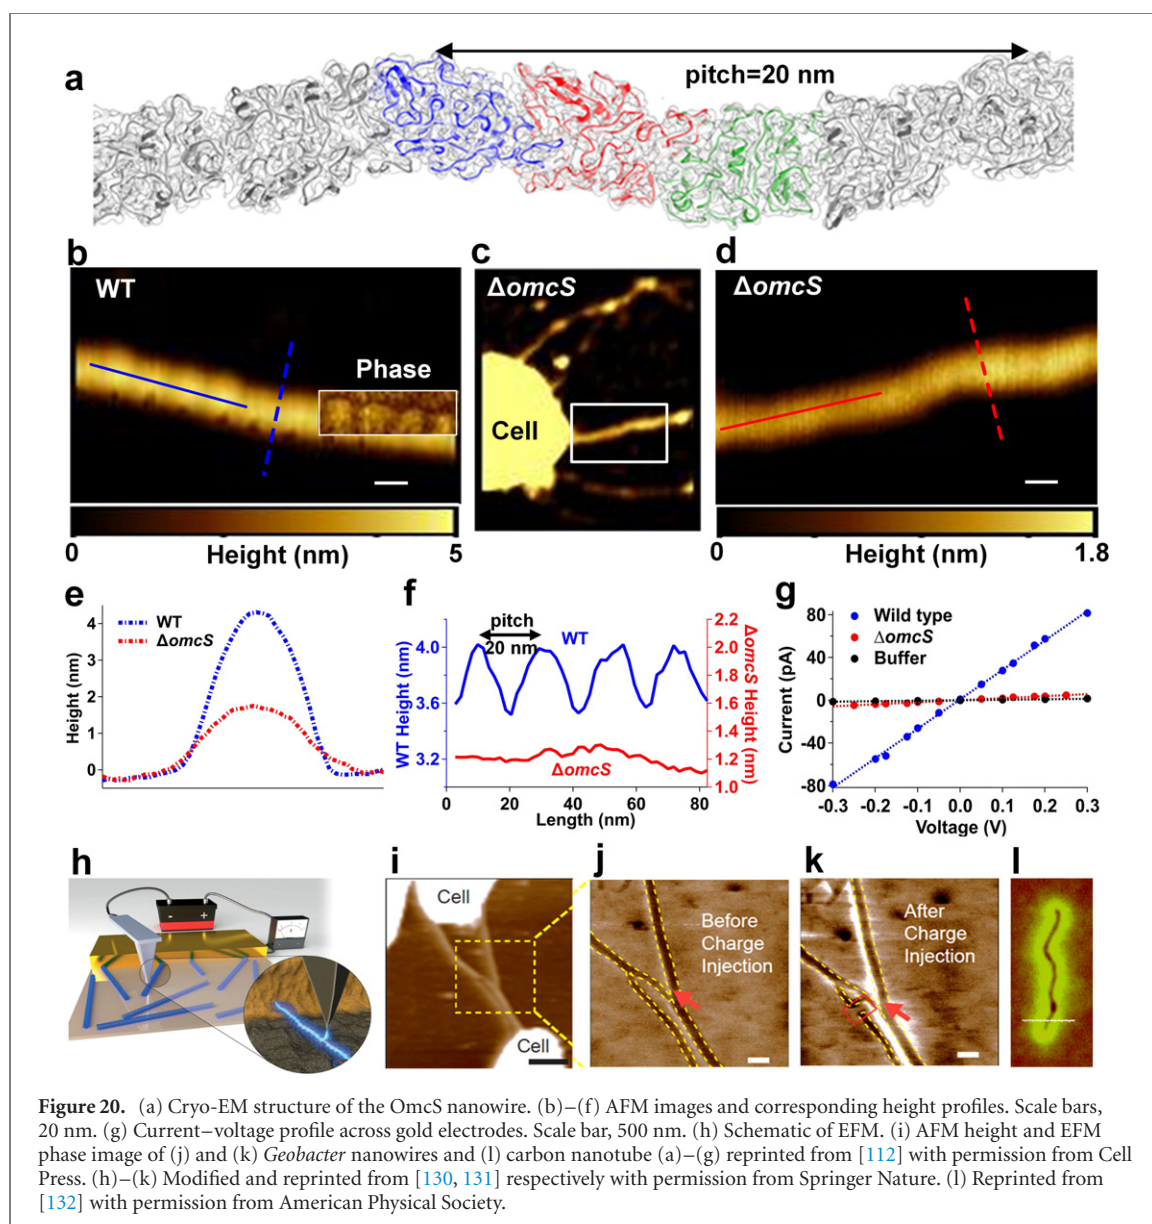 a
pitch=20 nm
b
WT
Phase
0
Height (nm)
5
c
ΔomcS
Cell
d
ΔomcS
0
Height (nm)
1.8
e
WT
ΔomcS
Height (nm)
4
3
2
1
0
f
pitch
20 nm
WT
ΔomcS
WT Height (nm)
4.0
3.6
3.2
ΔomcS Height (nm)
2.2
2.0
1.8
1.6
1.4
1.2
1.0
0
20
40
60
80
Length (nm)
g
Wild type
ΔomcS
Buffer
Current (pA)
80
40
0
-40
-80
-0.3
-0.2
-0.1
0.0
0.1
0.2
0.3
Voltage (V)
h
-
+
i
Cell
Cell
j
Before
Charge
Injection
k
After
Charge
Injection
l
Figure 20. (a) Cryo-EM structure of the OmcS nanowire. (b)–(f) AFM images and corresponding height profiles. Scale bars,
20 nm. (g) Current–voltage profile across gold electrodes. Scale bar, 500 nm. (h) Schematic of EFM. (i) AFM height and EFM
phase image of (j) and (k) Geobacter nanowires and (l) carbon nanotube (a)–(g) reprinted from [112] with permission from Cell
Press. (h)–(k) Modified and reprinted from [130, 131] respectively with permission from Springer Nature. (l) Reprinted from
[132] with permission from American Physical Society.